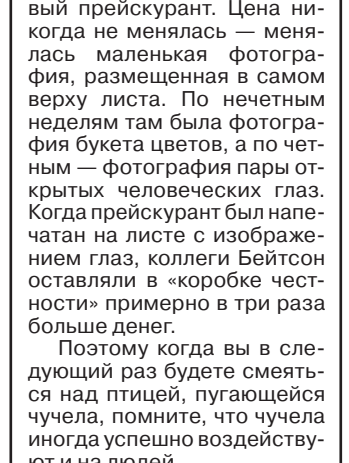 вый прейскурант. Цена ни-
когда не менялась — меня-
лась маленькая фотогра-
фия, размещенная в самом
верху листа. По нечетным
неделям там была фотогра-
фия букета цветов, а по чет-
ным — фотография пары от-
крытых человеческих глаз.
Когда прейскурант был напе-
чатан на листе с изображе-
нием глаз, коллеги Бейтсон
оставляли в «коробке чест-
ности» примерно в три раза
больше денег.
Поэтому когда вы в сле-
дующий раз будете смеять-
ся над птицей, пугающейся
чучела, помните, что чучела
иногда успешно воздейству-
ют и на людей.